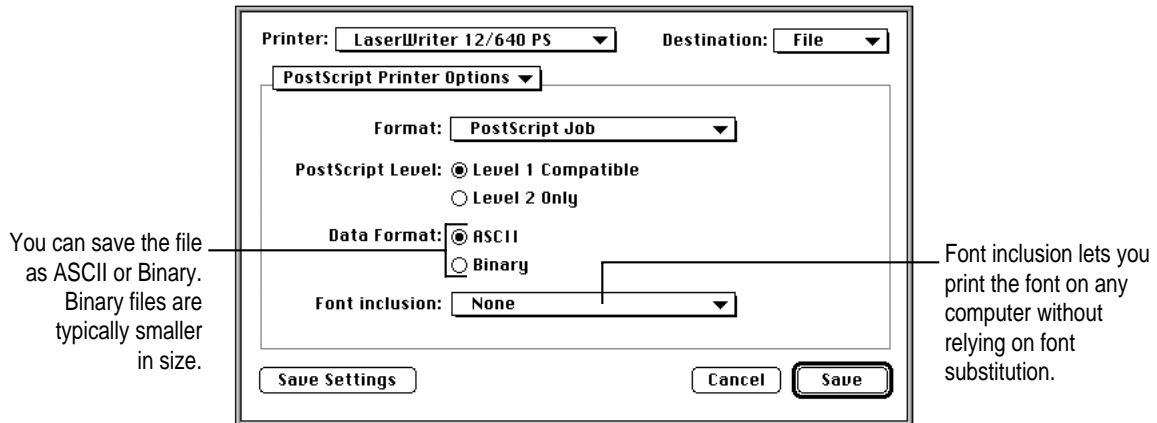 Printer: LaserWriter 12/640 PS Destination: File
PostScript Printer Options
Format: PostScript Job
PostScript Level: Level 1 Compatible
Level 2 Only
Data Format: ASCII
Binary
Font inclusion: None
Save Settings Cancel Save
You can save the file
as ASCII or Binary.
Binary files are
typically smaller
in size.
Font inclusion lets you
print the font on any
computer without
relying on font
substitution.